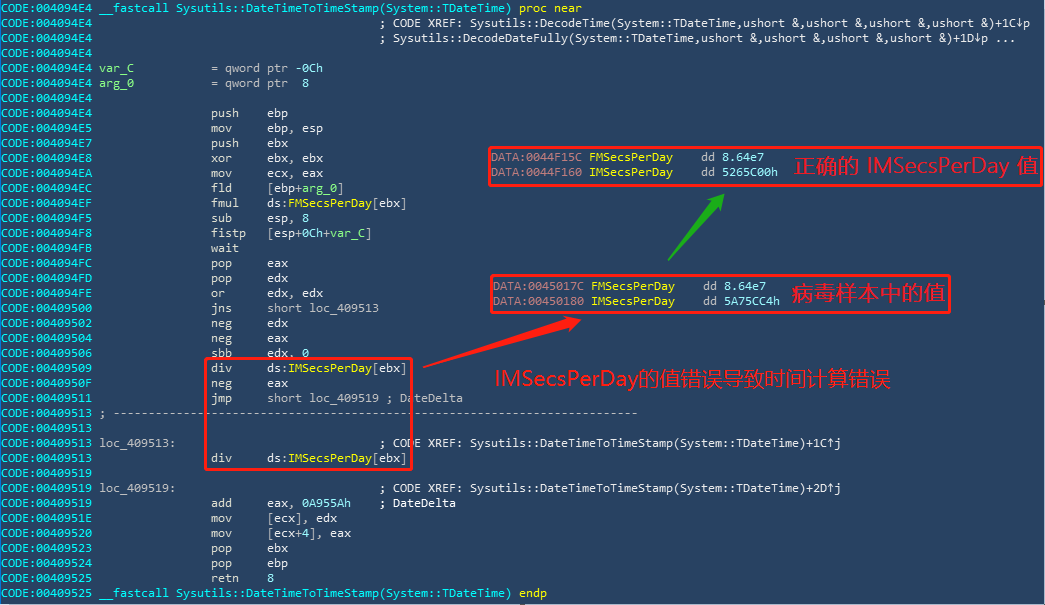 CODE:004094E4 __fastcall Sysutils::DateTimeToTimeStamp(System::TDateTime) proc near
CODE:004094E4 ; CODE XREF: Sysutils::DecodeTime(System::TDateTime,ushort &,ushort &,ushort &,ushort &)+1C↓p
CODE:004094E4 ; Sysutils::DecodeDateFully(System::TDateTime,ushort &,ushort &,ushort &,ushort &)+1D↓p ...
CODE:004094E4
CODE:004094E4 var_C = qword ptr -0Ch
CODE:004094E4 arg_0 = qword ptr 8
CODE:004094E4
CODE:004094E4 push ebp
CODE:004094E5 mov ebp, esp
CODE:004094E7 push ebx
CODE:004094E8 xor ebx, ebx
CODE:004094EA mov ecx, eax
CODE:004094EC fld [ebp+arg_0]
CODE:004094EF fmul ds:FMSecsPerDay[ebx]
CODE:004094F5 sub esp, 8
CODE:004094F8 fistp [esp+0Ch+var_C]
CODE:004094FB wait
CODE:004094FC pop eax
CODE:004094FD pop edx
CODE:004094FE or edx, edx
CODE:00409500 jns short loc_409513
CODE:00409502 neg edx
CODE:00409504 neg eax
CODE:00409506 sbb edx, 0
CODE:00409509 div ds:IMSecsPerDay[ebx]
CODE:0040950F neg eax
CODE:00409511 jmp short loc_409519 ; DateDelta
CODE:00409513 ; ---------------------------------------------------------------------------
CODE:00409513
CODE:00409513 loc_409513: ; CODE XREF: Sysutils::DateTimeToTimeStamp(System::TDateTime)+1C↑j
CODE:00409513 div ds:IMSecsPerDay[ebx]
CODE:00409519
CODE:00409519 loc_409519: ; CODE XREF: Sysutils::DateTimeToTimeStamp(System::TDateTime)+2D↑j
CODE:00409519 add eax, 0A955Ah ; DateDelta
CODE:0040951E mov [ecx], edx
CODE:00409520 mov [ecx+4], eax
CODE:00409523 pop ebx
CODE:00409524 pop ebp
CODE:00409525 retn 8
CODE:00409525 __fastcall Sysutils::DateTimeToTimeStamp(System::TDateTime) endp
DATA:0044F15C FMSecsPerDay dd 8.64e7
DATA:0044F160 IMSecsPerDay dd 5265C00h
正确的 IMSecsPerDay 值
DATA:0045017C FMSecsPerDay dd 8.64e7
DATA:00450180 IMSecsPerDay dd 5A75CC4h
病毒样本中的值
IMSecsPerDay的值错误导致时间计算错误